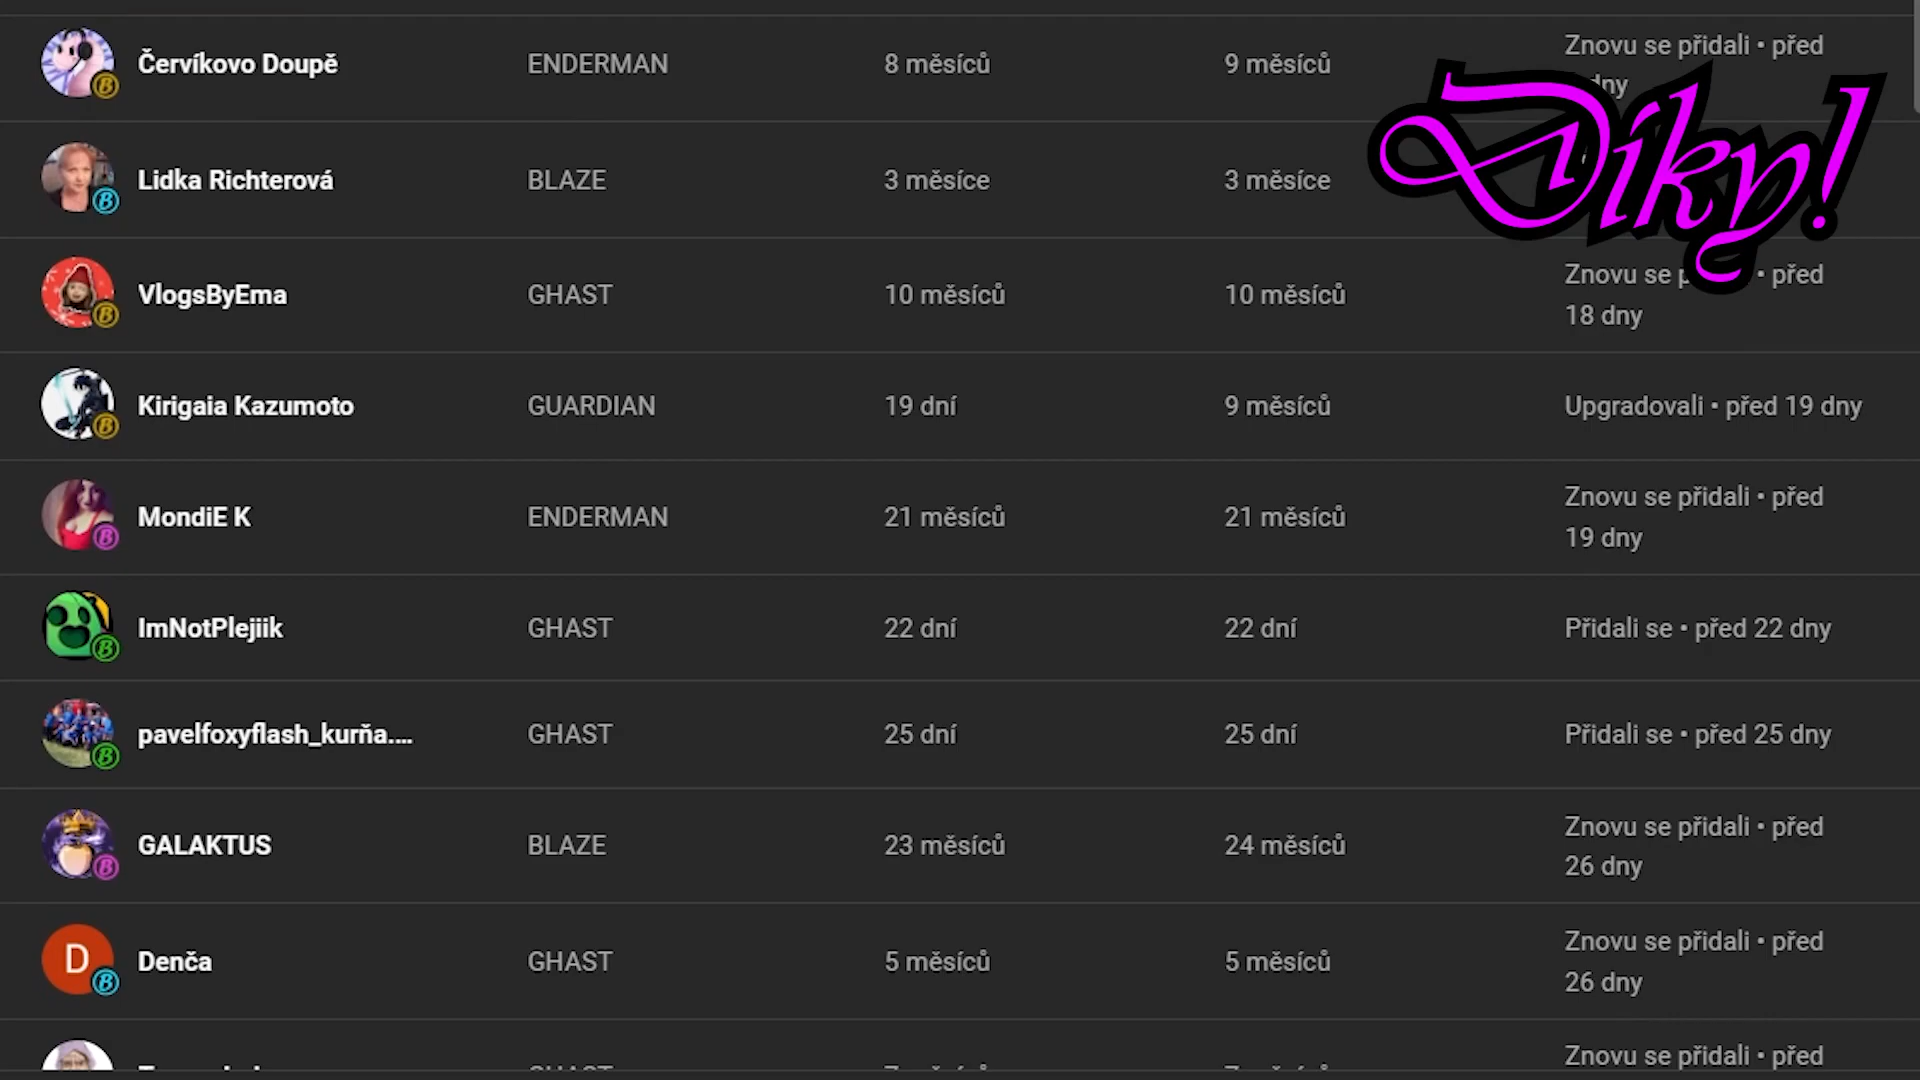 Červíkovo Doupě ENDERMAN 8 měsíců 9 měsíců Znovu se přidali • před
dny
Díky!
Lidka Richterová BLAZE 3 měsíce 3 měsíce
VlogsByEma GHAST 10 měsíců 10 měsíců Znovu se • před
18 dny
Kirigaia Kazumoto GUARDIAN 19 dní 9 měsíců Upgradovali • před 19 dny
MondiE K ENDERMAN 21 měsíců 21 měsíců Znovu se přidali • před
19 dny
ImNotPlejiik GHAST 22 dní 22 dní Přidali se • před 22 dny
pavelfoxyflash_kurňa.... GHAST 25 dní 25 dní Přidali se • před 25 dny
GALAKTUS BLAZE 23 měsíců 24 měsíců Znovu se přidali • před
26 dny
D Denča GHAST 5 měsíců 5 měsíců Znovu se přidali • před
26 dny
Znovu se přidali • před